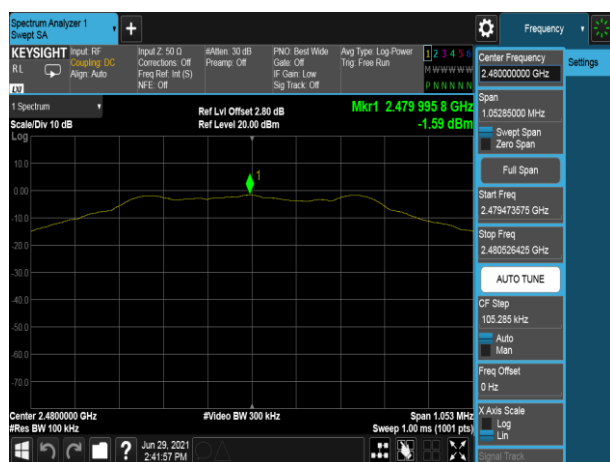 Spectrum Analyzer 1
Swept SA
+
Frequency
KEYSIGHT
RL
LXI
Input: RF
Coupling: DC
Align: Auto
Input Z: 50 Ω
Corrections: Off
Freq Ref: Int (S)
NFE: Off
#Atten: 30 dB
Preamp: Off
PNO: Best Wide
Gate: Off
IF Gain: Low
Sig Track: Off
Avg Type: Log-Power
Trig: Free Run
1 2 3 4 5 6
M W W W W W
P N N N N N
1 Spectrum
Scale/Div 10 dB
Log
Ref Lvl Offset 2.80 dB
Ref Level 20.00 dBm
Mkr1 2.479 995 8 GHz
-1.59 dBm
1
10.0
0.00
-10.0
-20.0
-30.0
-40.0
-50.0
-60.0
-70.0
Center 2.4800000 GHz
#Res BW 100 kHz
#Video BW 300 kHz
Span 1.053 MHz
Sweep 1.00 ms (1001 pts)
?
Jun 29, 2021
2:41:57 PM
Center Frequency
2.480000000 GHz
Span
1.05285000 MHz
Swept Span
Zero Span
Full Span
Start Freq
2.479473575 GHz
Stop Freq
2.480526425 GHz
AUTO TUNE
CF Step
105.285 kHz
Auto
Man
Freq Offset
0 Hz
X Axis Scale
Log
Lin
Signal Track
Settings